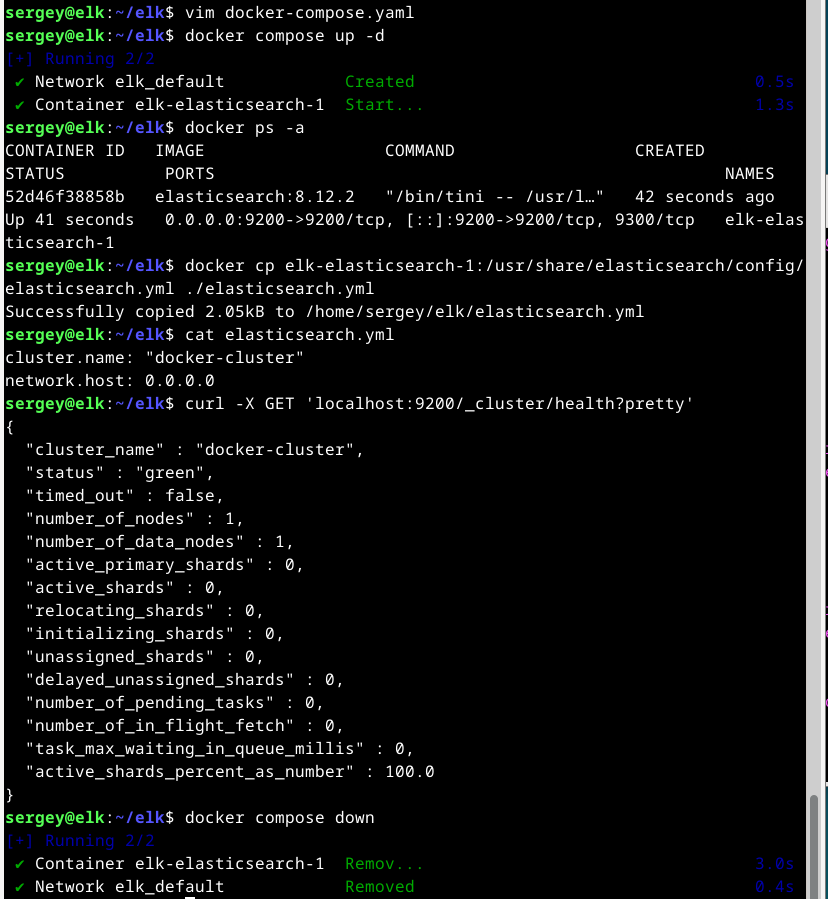 sergey@elk:~/elk$ vim docker-compose.yaml
sergey@elk:~/elk$ docker compose up -d
[+] Running 2/2
✔ Network elk_default Created 0.5s
✔ Container elk-elasticsearch-1 Start... 1.3s
sergey@elk:~/elk$ docker ps -a
CONTAINER ID IMAGE COMMAND CREATED
STATUS PORTS NAMES
52d46f38858b elasticsearch:8.12.2 "/bin/tini -- /usr/l…" 42 seconds ago
Up 41 seconds 0.0.0.0:9200->9200/tcp, [::]:9200->9200/tcp, 9300/tcp elk-elas
ticsearch-1
sergey@elk:~/elk$ docker cp elk-elasticsearch-1:/usr/share/elasticsearch/config/
elasticsearch.yml ./elasticsearch.yml
Successfully copied 2.05kB to /home/sergey/elk/elasticsearch.yml
sergey@elk:~/elk$ cat elasticsearch.yml
cluster.name: "docker-cluster"
network.host: 0.0.0.0
sergey@elk:~/elk$ curl -X GET 'localhost:9200/_cluster/health?pretty'
{
"cluster_name" : "docker-cluster",
"status" : "green",
"timed_out" : false,
"number_of_nodes" : 1,
"number_of_data_nodes" : 1,
"active_primary_shards" : 0,
"active_shards" : 0,
"relocating_shards" : 0,
"initializing_shards" : 0,
"unassigned_shards" : 0,
"delayed_unassigned_shards" : 0,
"number_of_pending_tasks" : 0,
"number_of_in_flight_fetch" : 0,
"task_max_waiting_in_queue_millis" : 0,
"active_shards_percent_as_number" : 100.0
}
sergey@elk:~/elk$ docker compose down
[+] Running 2/2
✔ Container elk-elasticsearch-1 Remov... 3.0s
✔ Network elk_default Removed 0.4s